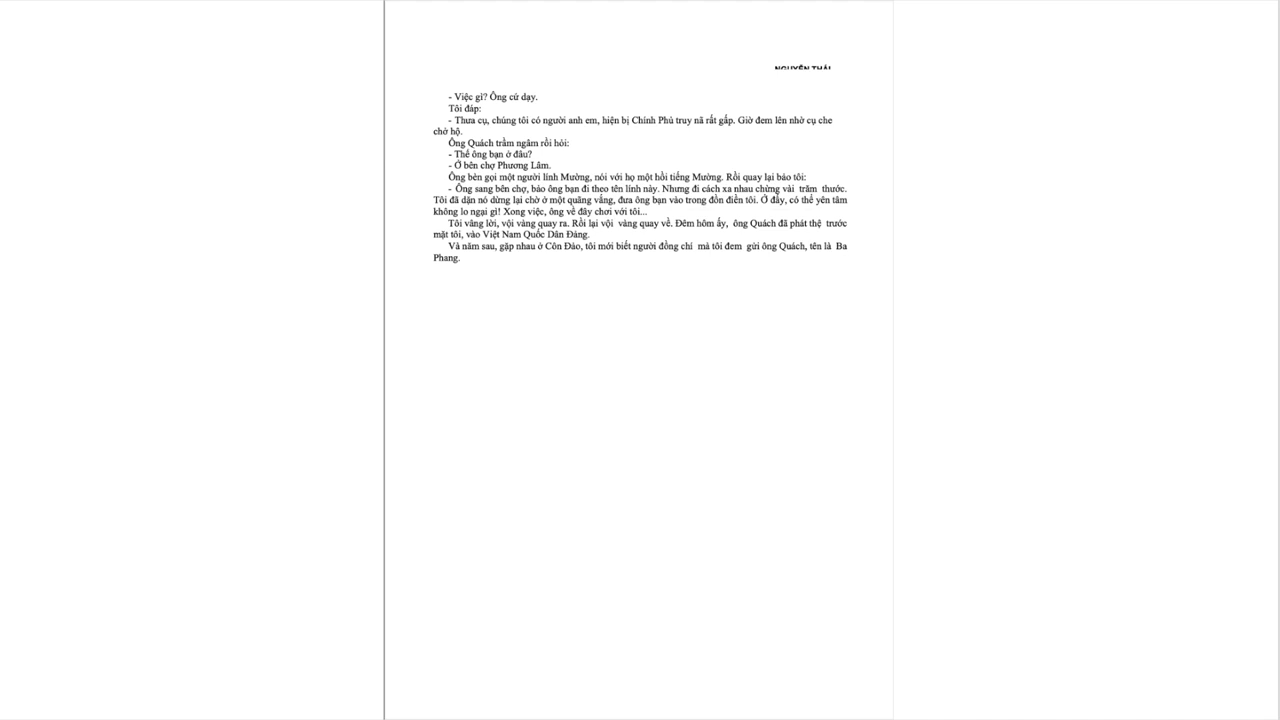 NGUYỄN THÁI
- Việc gì? Ông cứ dạy.
Tôi đáp:
- Thưa cụ, chúng tôi có người anh em, hiện bị Chính Phủ truy nã rất gấp. Giờ đem lên nhờ cụ che
chở hộ.
Ông Quách trầm ngâm rồi hỏi:
- Thế ông bạn ở đâu?
- Ở bên chợ Phương Lâm.
Ông bèn gọi một người lính Mường, nói với họ một hồi tiếng Mường. Rồi quay lại bảo tôi:
- Ông sang bên chợ, bảo ông bạn đi theo tên lính này. Nhưng đi cách xa nhau chừng vài trăm thước.
Tôi đã dặn nó dừng lại chờ ở một quãng vắng, đưa ông bạn vào trong đồn điền tôi. Ở đấy, có thể yên tâm
không lo ngại gì! Xong việc, ông về đây chơi với tôi...
Tôi vâng lời, vội vàng quay ra. Rồi lại vội vàng quay về. Đêm hôm ấy, ông Quách đã phát thệ trước
mặt tôi, vào Việt Nam Quốc Dân Đảng.
Và năm sau, gặp nhau ở Côn Đảo, tôi mới biết người đồng chí mà tôi đem gửi ông Quách, tên là Ba
Phang.